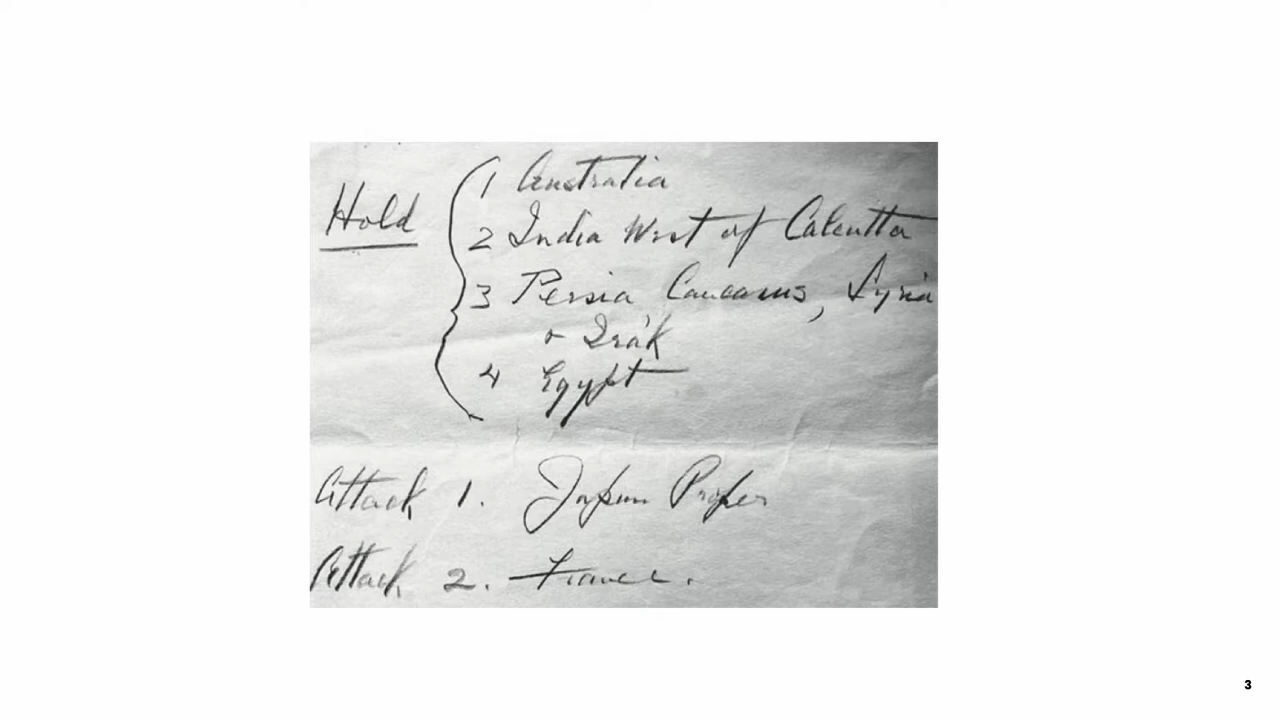 Hold
1 Australia
2 India West of Calcutta
3 Persia Caucasus, Syria
+ Irak
4 Egypt
Attack 1. Japan Proper
Attack 2. France.
3